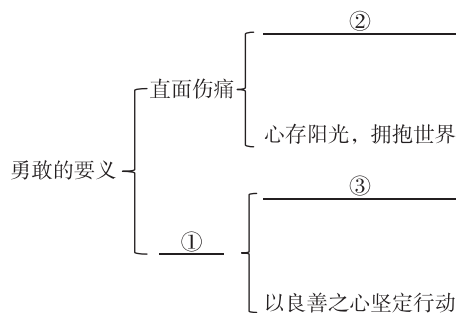 ②
直面伤痛
心存阳光，拥抱世界
勇敢的要义
③
①
以良善之心坚定行动